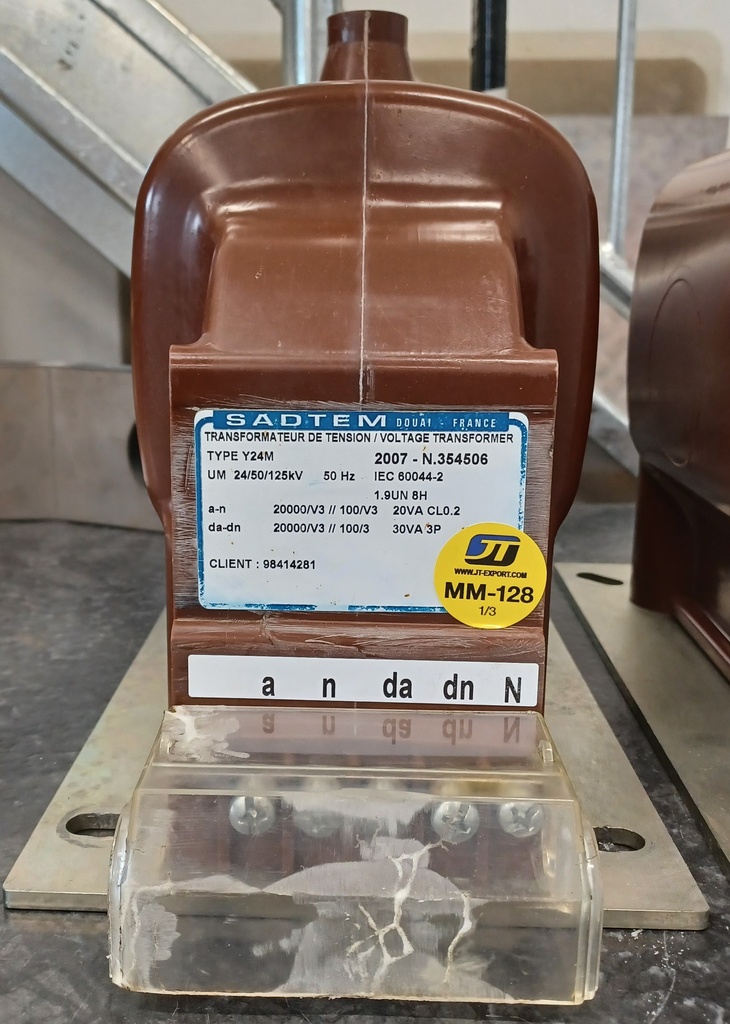 SADTEM DOUAI - FRANCE
TRANSFORMATEUR DE TENSION / VOLTAGE TRANSFORMER
TYPE Y24M 2007 - N.354506
UM 24/50/125kV 50 Hz IEC 60044-2
1.9UN 8H
a-n 20000/V3 // 100/V3 20VA CL0.2
da-dn 20000/V3 // 100/3 30VA 3P
CLIENT : 98414281
JT
WWW.JT-EXPORT.COM
MM-128
1/3
a n da dn N